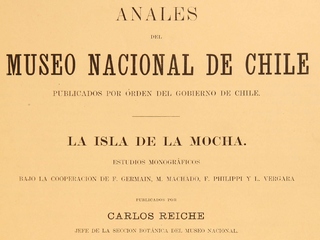 ANALES
DEL
MUSEO NACIONAL DE CHILE
PUBLICADOS POR ÓRDEN DEL GOBIERNO DE CHILE.
LA ISLA DE LA MOCHA.
ESTUDIOS MONOGRÁFICOS
BAJO LA COOPERACION DE F. GERMAIN, M. MACHADO, F. PHILIPPI Y L. VERGARA
PUBLICADOS POR
CARLOS REICHE
JEFE DE LA SECCION BOTÁNICA DEL MUSEO NACIONAL.